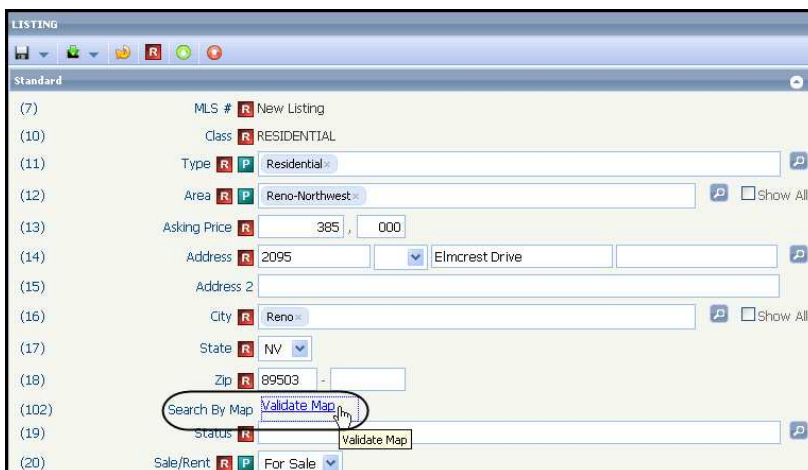 LISTING
R
Standard
(7) MLS # R New Listing
(10) Class R RESIDENTIAL
(11) Type R P Residential×
(12) Area R P Reno-Northwest× Show All
(13) Asking Price R 385 , 000
(14) Address R 2095 Elmcrest Drive
(15) Address 2
(16) City R Reno× Show All
(17) State R NV
(18) Zip R 89503 -
(102) Search By Map Validate Map
(19) Status R
Validate Map
(20) Sale/Rent R P For Sale